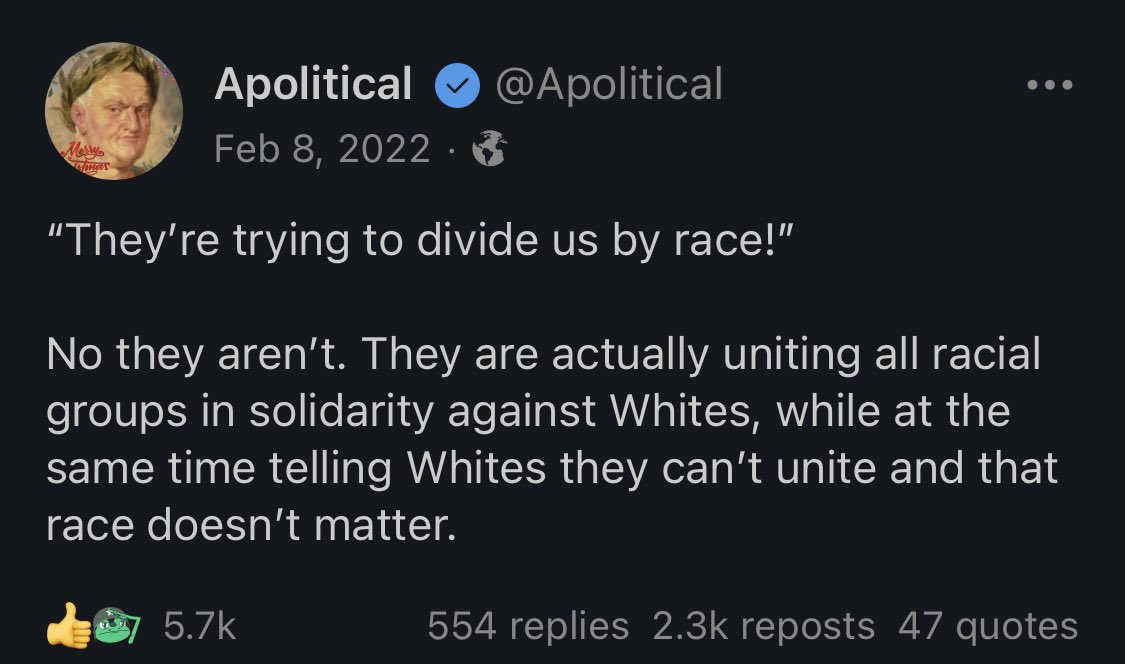 Apolitical @Apolitical
Feb 8, 2022 ·
Merry
“They’re trying to divide us by race!”
No they aren’t. They are actually uniting all racial
groups in solidarity against Whites, while at the
same time telling Whites they can’t unite and that
race doesn’t matter.
5.7k 554 replies 2.3k reposts 47 quotes